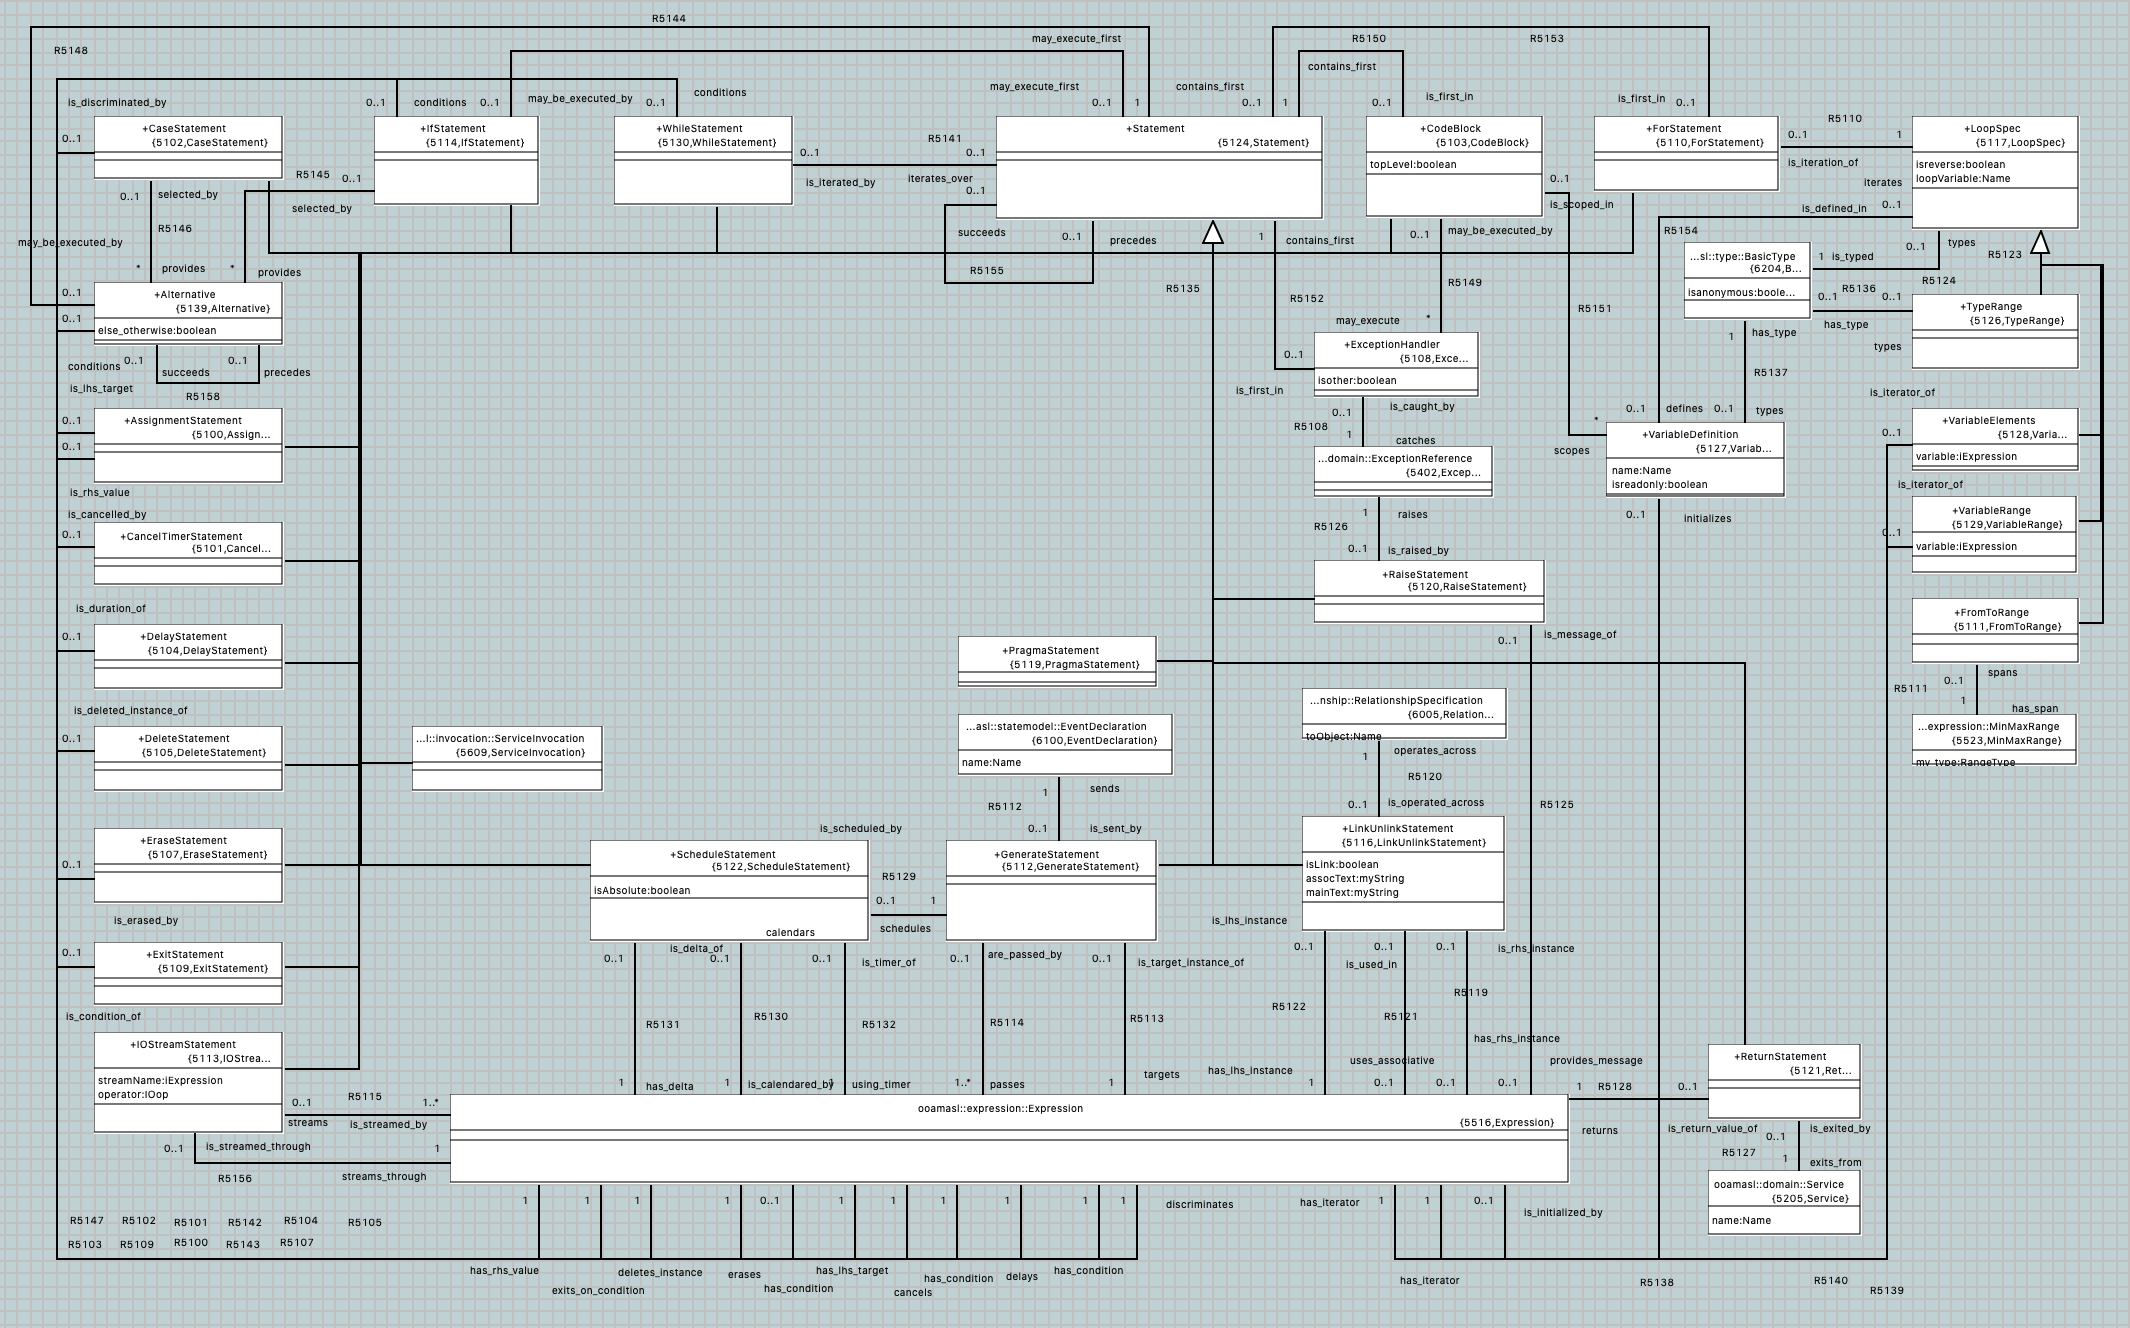 R5144
may_execute_first
R5150
R5153
R5148
contains_first
may_execute_first
contains_first
conditions
is_discriminated_by
0..1
conditions
0..1
may_be_executed_by
0..1
0..1
1
0..1
1
0..1
is_first_in
is_first_in
0..1
0..1
+CaseStatement
{5102,CaseStatement}
+IfStatement
{5114,IfStatement}
+WhileStatement
{5130,WhileStatement}
R5141
0..1
0..1
is_iterated_by
iterates_over
0..1
+Statement
{5124,Statement}
+CodeBlock
{5103,CodeBlock}
topLevel:boolean
+ForStatement
{5110,ForStatement}
R5110
0..1
1
is_iteration_of
iterates
+LoopSpec
{5117,LoopSpec}
isreverse:boolean
loopVariable:Name
R5145
0..1
selected_by
0..1
selected_by
R5146
may_be_executed_by
provides
*
*
provides
succeeds
0..1
precedes
R5155
R5135
1
contains_first
0..1
may_be_executed_by
0..1
is_scoped_in
is_defined_in
0..1
R5154
types
0..1
R5123
...sl::type::BasicType
{6204,B...
isanonymous:boole...
1
is_typed
R5124
R5136
0..1
0..1
has_type
types
+TypeRange
{5126,TypeRange}
R5149
R5152
may_execute
*
R5151
0..1
0..1
+Alternative
{5139,Alternative}
else_otherwise:boolean
0..1
0..1
conditions
succeeds
precedes
is_lhs_target
R5158
+ExceptionHandler
{5108,Exce...
isother:boolean
0..1
is_first_in
0..1
is_caught_by
R5108
1
catches
1
has_type
R5137
types
0..1
defines
0..1
*
scopes
is_iterator_of
0..1
+AssignmentStatement
{5100,Assign...
0..1
0..1
is_rhs_value
...domain::ExceptionReference
{5402,Excep...
+VariableDefinition
{5127,Variab...
name:Name
isreadonly:boolean
+VariableElements
{5128,Varia...
variable:iExpression
is_iterator_of
1
raises
R5126
0..1
is_raised_by
0..1
initializes
0..1
+VariableRange
{5129,VariableRange}
variable:iExpression
is_cancelled_by
0..1
+CancelTimerStatement
{5101,Cancel...
+RaiseStatement
{5120,RaiseStatement}
is_duration_of
0..1
+DelayStatement
{5104,DelayStatement}
+FromToRange
{5111,FromToRange}
0..1
is_message_of
+PragmaStatement
{5119,PragmaStatement}
spans
0..1
R5111
1
has_span
is_deleted_instance_of
0..1
+DeleteStatement
{5105,DeleteStatement}
...l::invocation::ServiceInvocation
{5609,ServiceInvocation}
...asl::statemodel::EventDeclaration
{6100,EventDeclaration}
name:Name
...nship::RelationshipSpecification
{6005,Relation...
toObject:Name
...expression::MinMaxRange
{5523,MinMaxRange}
my_type:RangeType
operates_across
1
R5120
0..1
is_operated_across
R5125
1
sends
R5112
0..1
is_sent_by
+EraseStatement
{5107,EraseStatement}
0..1
is_erased_by
is_scheduled_by
+ScheduleStatement
{5122,ScheduleStatement}
isAbsolute:boolean
calendars
R5129
0..1
1
schedules
+GenerateStatement
{5112,GenerateStatement}
+LinkUnlinkStatement
{5116,LinkUnlinkStatement}
isLink:boolean
assocText:myString
mainText:myString
is_lhs_instance
0..1
+ExitStatement
{5109,ExitStatement}
0..1
is_delta_of
0..1
0..1
is_timer_of
0..1
are_passed_by
0..1
is_target_instance_of
0..1
0..1
is_used_in
0..1
is_rhs_instance
is_condition_of
R5131
R5130
R5132
R5114
R5113
R5122
R5121
R5119
+IOStreamStatement
{5113,IOStrea...
streamName:iExpression
operator:IOop
has_rhs_instance
uses_associative
provides_message
has_lhs_instance
targets
1
has_delta
1
is_calendared_by
1
using_timer
1..*
passes
1
1
0..1
0..1
0..1
+ReturnStatement
{5121,Ret...
1
R5128
0..1
R5115
0..1
1..*
streams
is_streamed_by
ooamasl::expression::Expression
{5516,Expression}
0..1
is_streamed_through
1
R5156
streams_through
returns
is_return_value_of
0..1
is_exited_by
R5127
1
exits_from
ooamasl::domain::Service
{5205,Service}
name:Name
1
1
1
1
0..1
1
1
1
1
1
1
discriminates
has_iterator
1
1
0..1
is_initialized_by
R5147
R5102
R5101
R5142
R5104
R5105
R5103
R5109
R5100
R5143
R5107
has_rhs_value
exits_on_condition
deletes_instance
erases
has_condition
has_lhs_target
cancels
has_condition
delays
has_condition
has_iterator
R5138
R5140
R5139